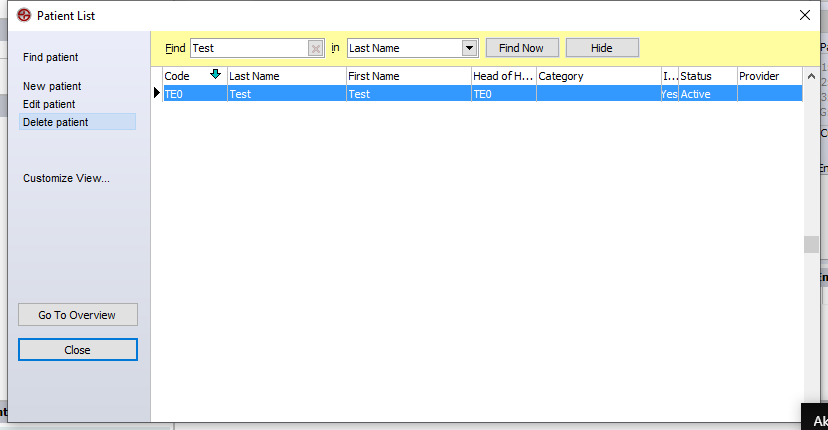 Patient List
Find patient
New patient
Edit patient
Delete patient
Customize View...
Go To Overview
Close
Find Test in Last Name Find Now Hide
Code Last Name First Name Head of H... Category I... Status Provider
TE0 Test Test TE0 Yes Active